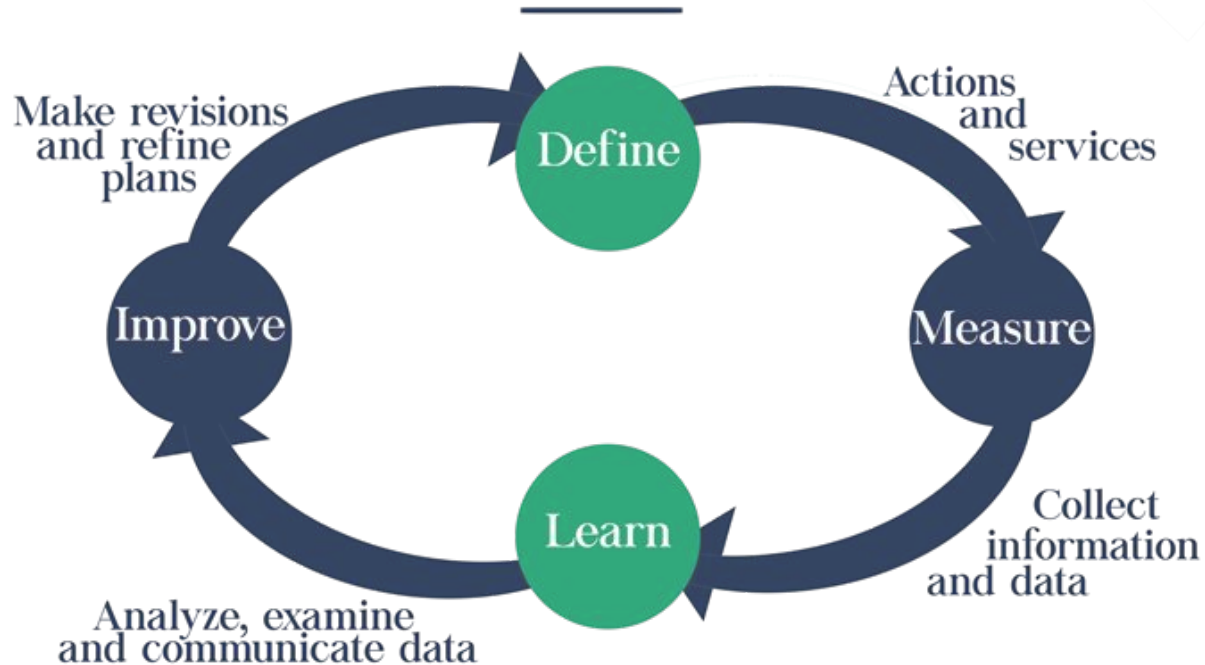 Define
Actions
and
services
Measure
Collect
information
and data
Learn
Analyze, examine
and communicate data
Improve
Make revisions
and refine
plans